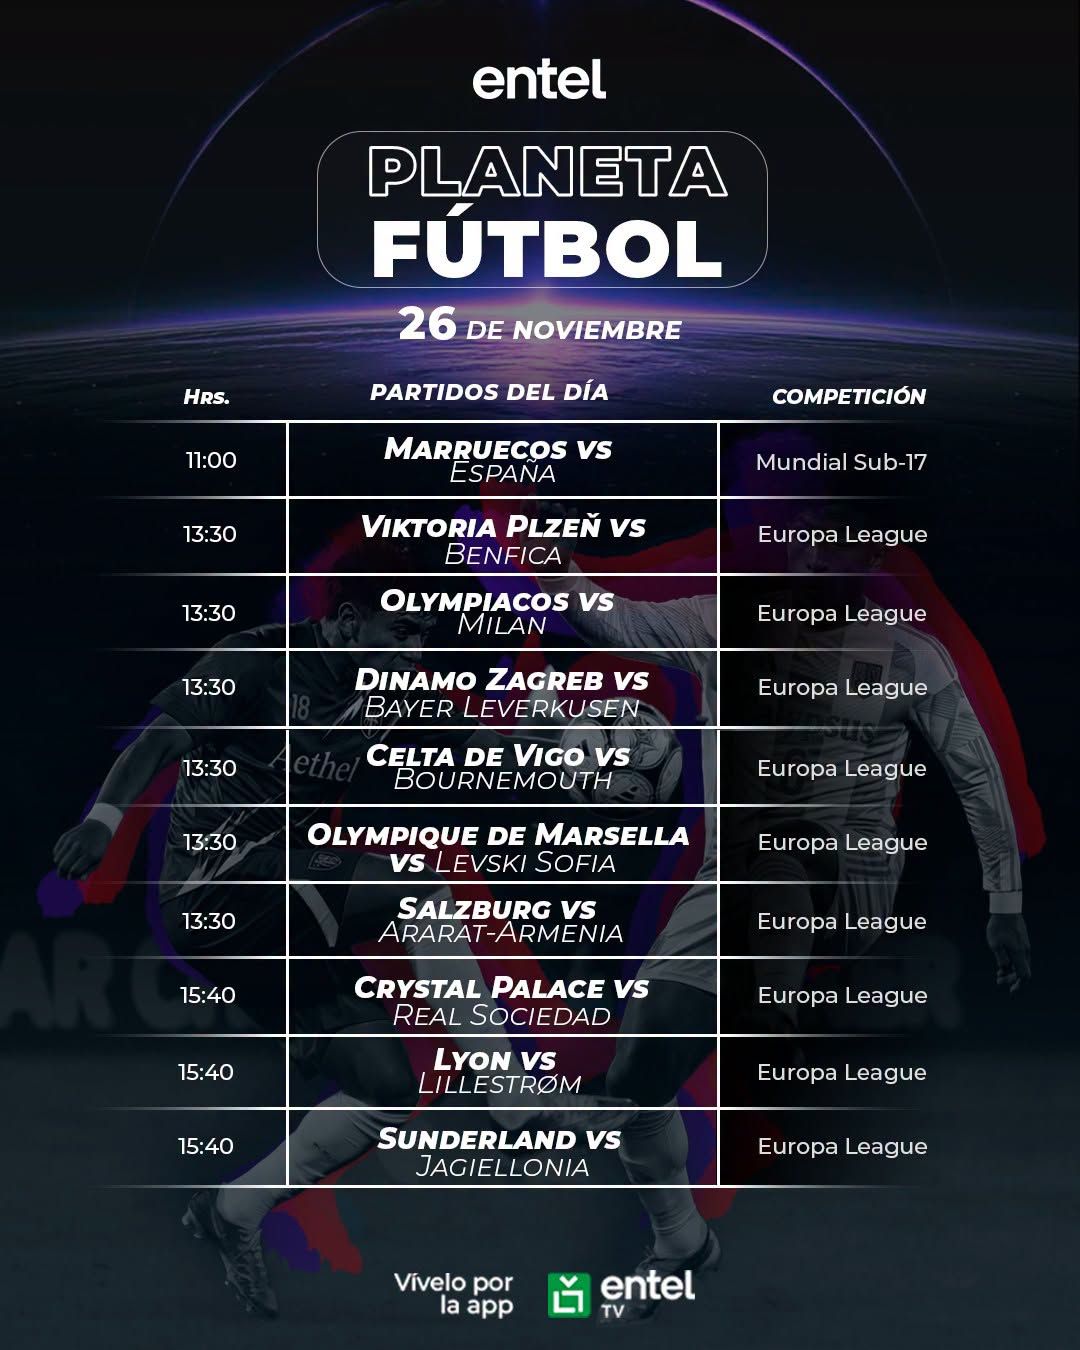 entel
PLANETA
FÚTBOL
26 DE NOVIEMBRE
HRS.
PARTIDOS DEL DÍA
COMPETICIÓN
11:00
MARRUECOS VS
ESPAÑA
Mundial Sub-17
13:30
VIKTORIA PLZEŇ VS
BENFICA
Europa League
13:30
OLYMPIACOS VS
MILAN
Europa League
13:30
DINAMO ZAGREB VS
BAYER LEVERKUSEN
Europa League
13:30
CELTA DE VIGO VS
BOURNEMOUTH
Europa League
13:30
OLYMPIQUE DE MARSELLA
VS LEVSKI SOFIA
Europa League
13:30
SALZBURG VS
ARARAT-ARMENIA
Europa League
15:40
CRYSTAL PALACE VS
REAL SOCIEDAD
Europa League
15:40
LYON VS
LILLESTRØM
Europa League
15:40
SUNDERLAND VS
JAGIELLONIA
Europa League
18
Aethel
Vívelo por
la app
entel
TV